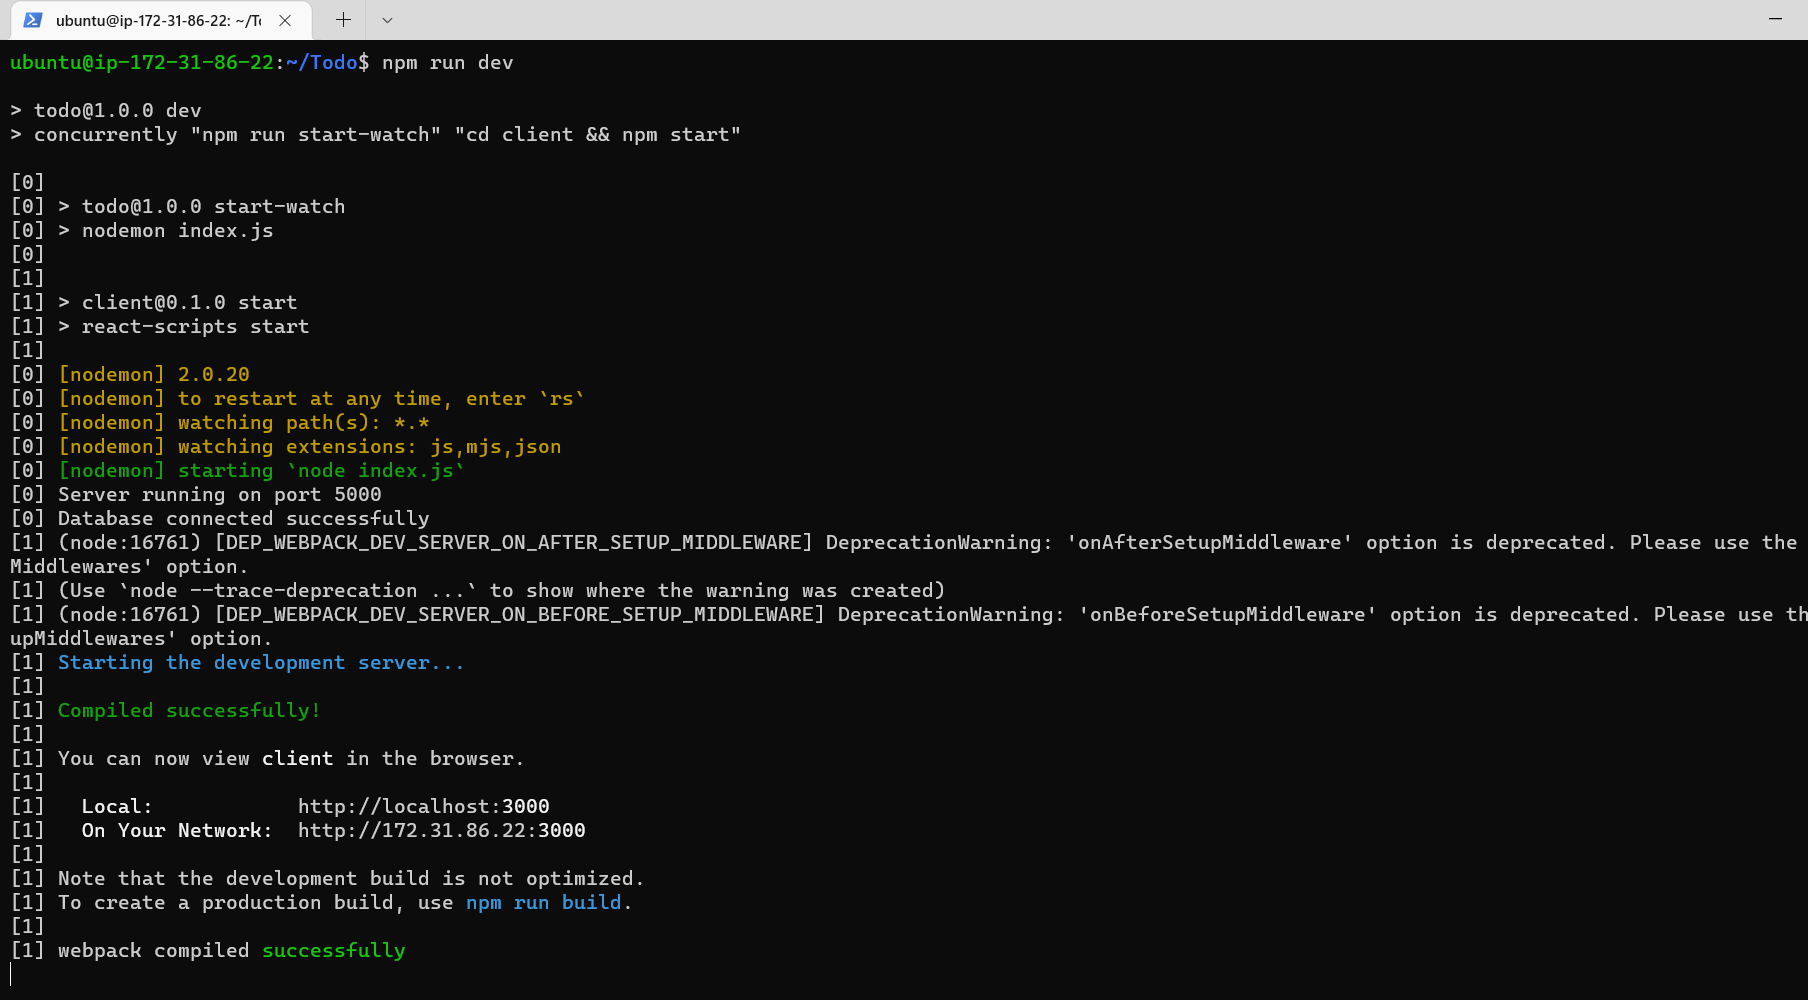 ubuntu@ip-172-31-86-22: ~/T
ubuntu@ip-172-31-86-22:~/Todo$ npm run dev
> todo@1.0.0 dev
> concurrently "npm run start-watch" "cd client && npm start"
[0]
[0] > todo@1.0.0 start-watch
[0] > nodemon index.js
[0]
[1]
[1] > client@0.1.0 start
[1] > react-scripts start
[1]
[0] [nodemon] 2.0.20
[0] [nodemon] to restart at any time, enter `rs`
[0] [nodemon] watching path(s): *.*
[0] [nodemon] watching extensions: js,mjs,json
[0] [nodemon] starting `node index.js`
[0] Server running on port 5000
[0] Database connected successfully
[1] (node:16761) [DEP_WEBPACK_DEV_SERVER_ON_AFTER_SETUP_MIDDLEWARE] DeprecationWarning: 'onAfterSetupMiddleware' option is deprecated. Please use the
Middlewares' option.
[1] (Use `node --trace-deprecation ...` to show where the warning was created)
[1] (node:16761) [DEP_WEBPACK_DEV_SERVER_ON_BEFORE_SETUP_MIDDLEWARE] DeprecationWarning: 'onBeforeSetupMiddleware' option is deprecated. Please use th
upMiddlewares' option.
[1] Starting the development server...
[1]
[1] Compiled successfully!
[1]
[1] You can now view client in the browser.
[1]
[1]   Local:            http://localhost:3000
[1]   On Your Network:  http://172.31.86.22:3000
[1]
[1] Note that the development build is not optimized.
[1] To create a production build, use npm run build.
[1]
[1] webpack compiled successfully